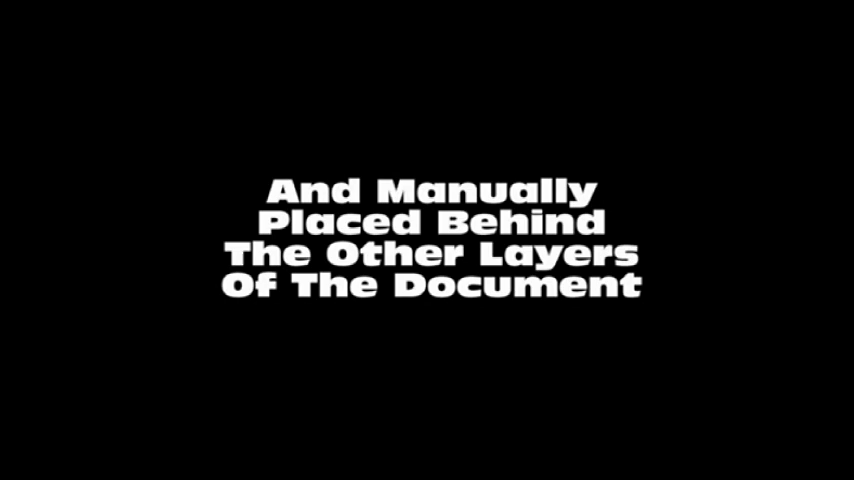 And Manually
Placed Behind
The Other Layers
Of The Document